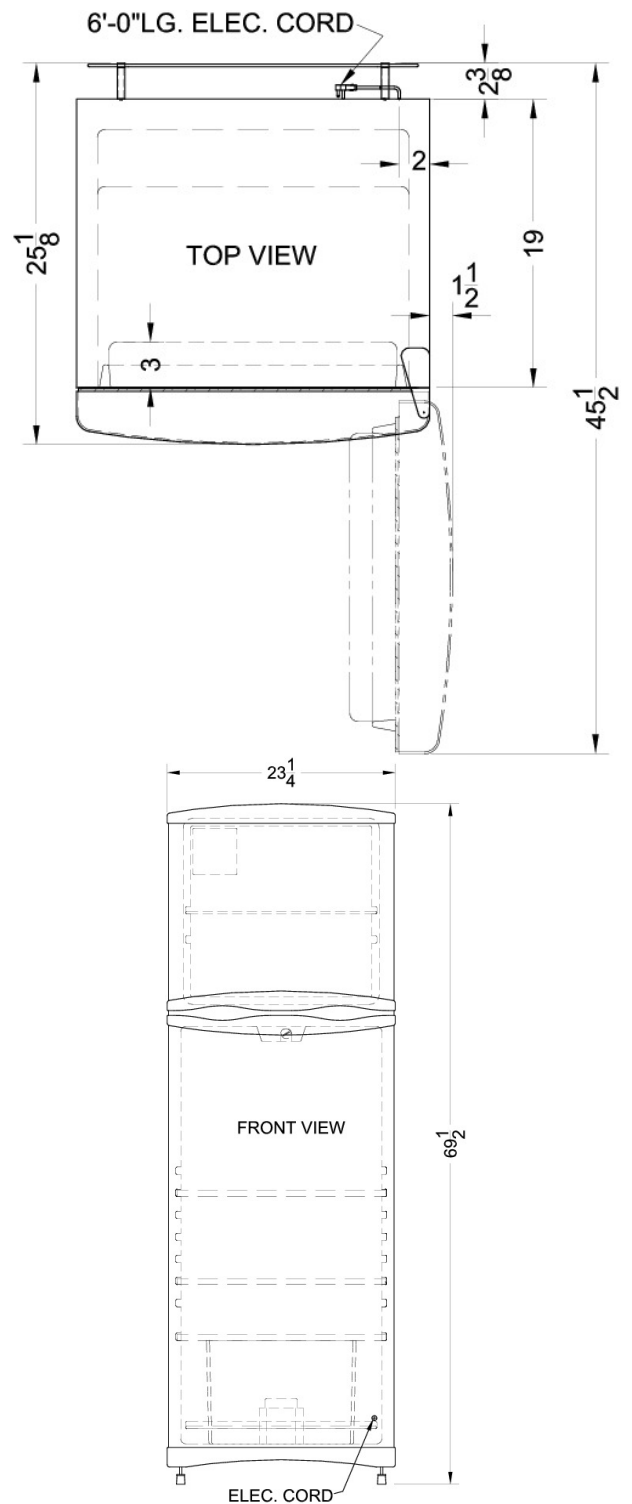 6'-0"LG. ELEC. CORD
2 3/8
2
25 1/8
TOP VIEW
19
1 1/2
3
45 1/2
23 1/4
FRONT VIEW
69 1/2
ELEC. CORD